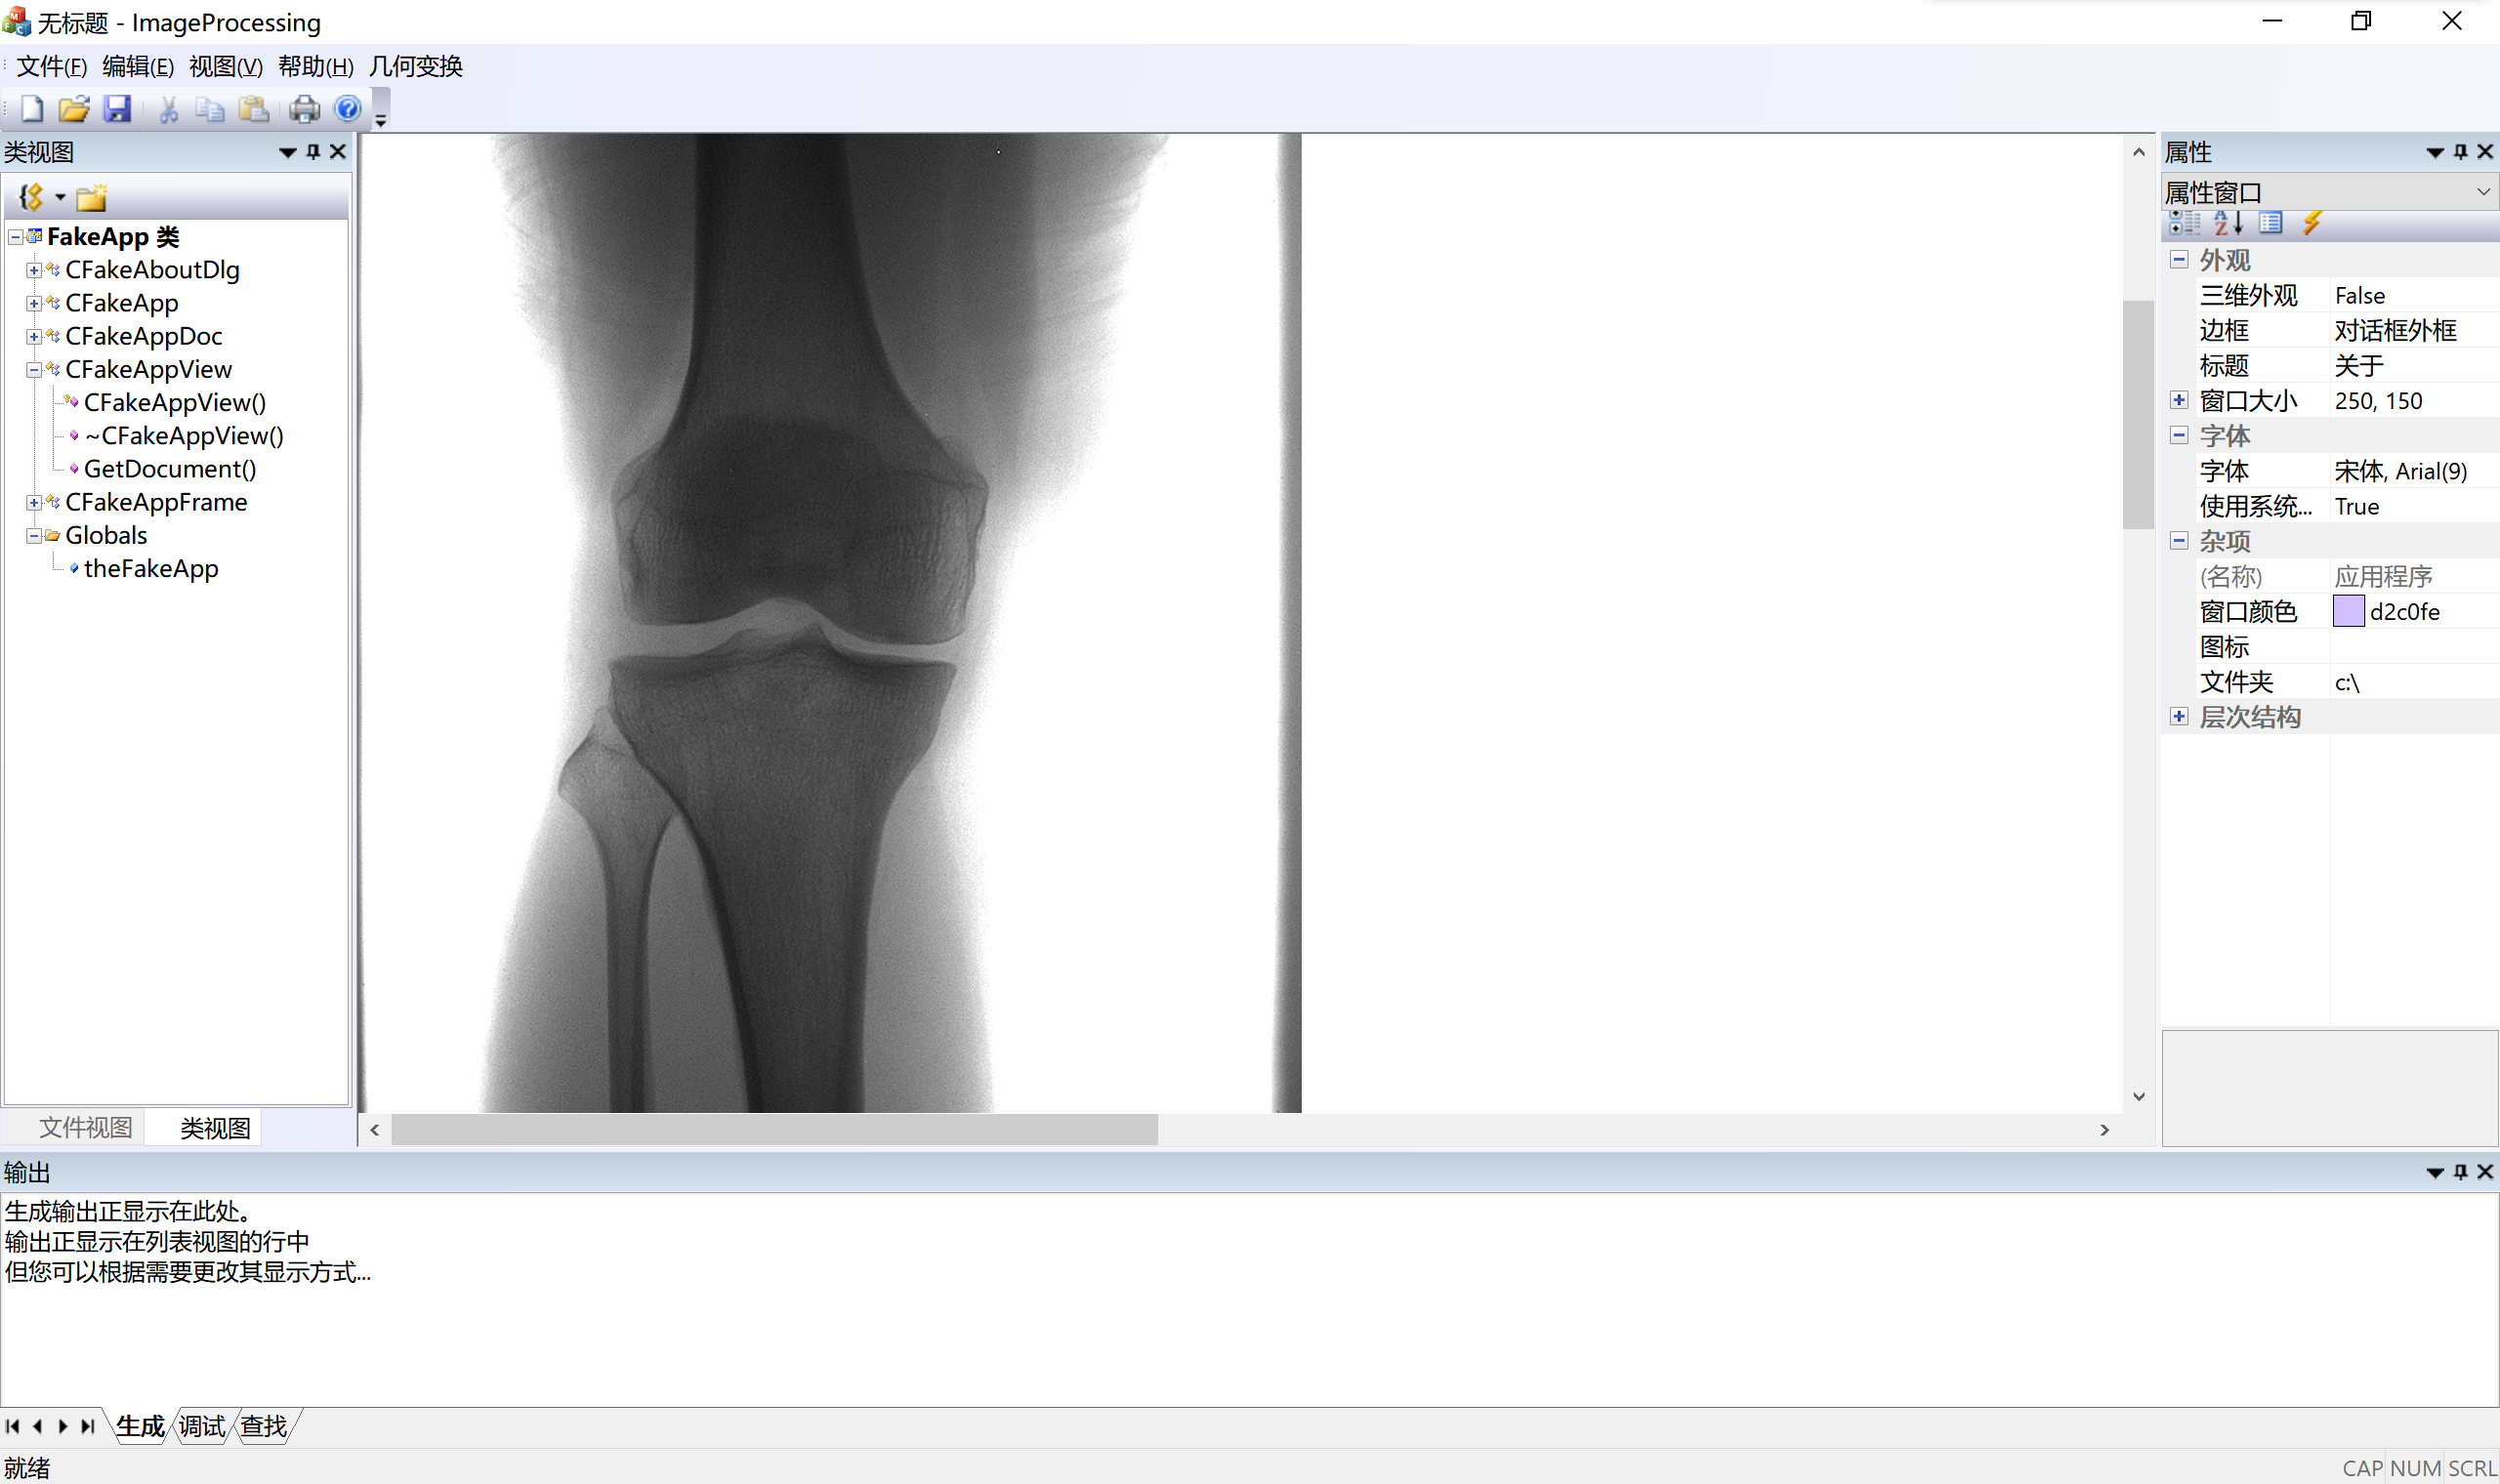 无标题 - ImageProcessing
文件(F) 编辑(E) 视图(V) 帮助(H) 几何变换
类视图
FakeApp 类
CFakeAboutDlg
CFakeApp
CFakeAppDoc
CFakeAppView
CFakeAppView()
~CFakeAppView()
GetDocument()
CFakeAppFrame
Globals
theFakeApp
文件视图 类视图
属性
属性窗口
外观
三维外观 False
边框 对话框外框
标题 关于
窗口大小 250, 150
字体
字体 宋体, Arial(9)
使用系统... True
杂项
(名称) 应用程序
窗口颜色 d2c0fe
图标
文件夹 c:\
层次结构
输出
生成输出正显示在此处。
输出正显示在列表视图的行中
但您可以根据需要更改其显示方式...
生成 调试 查找
就绪
CAP NUM SCRL